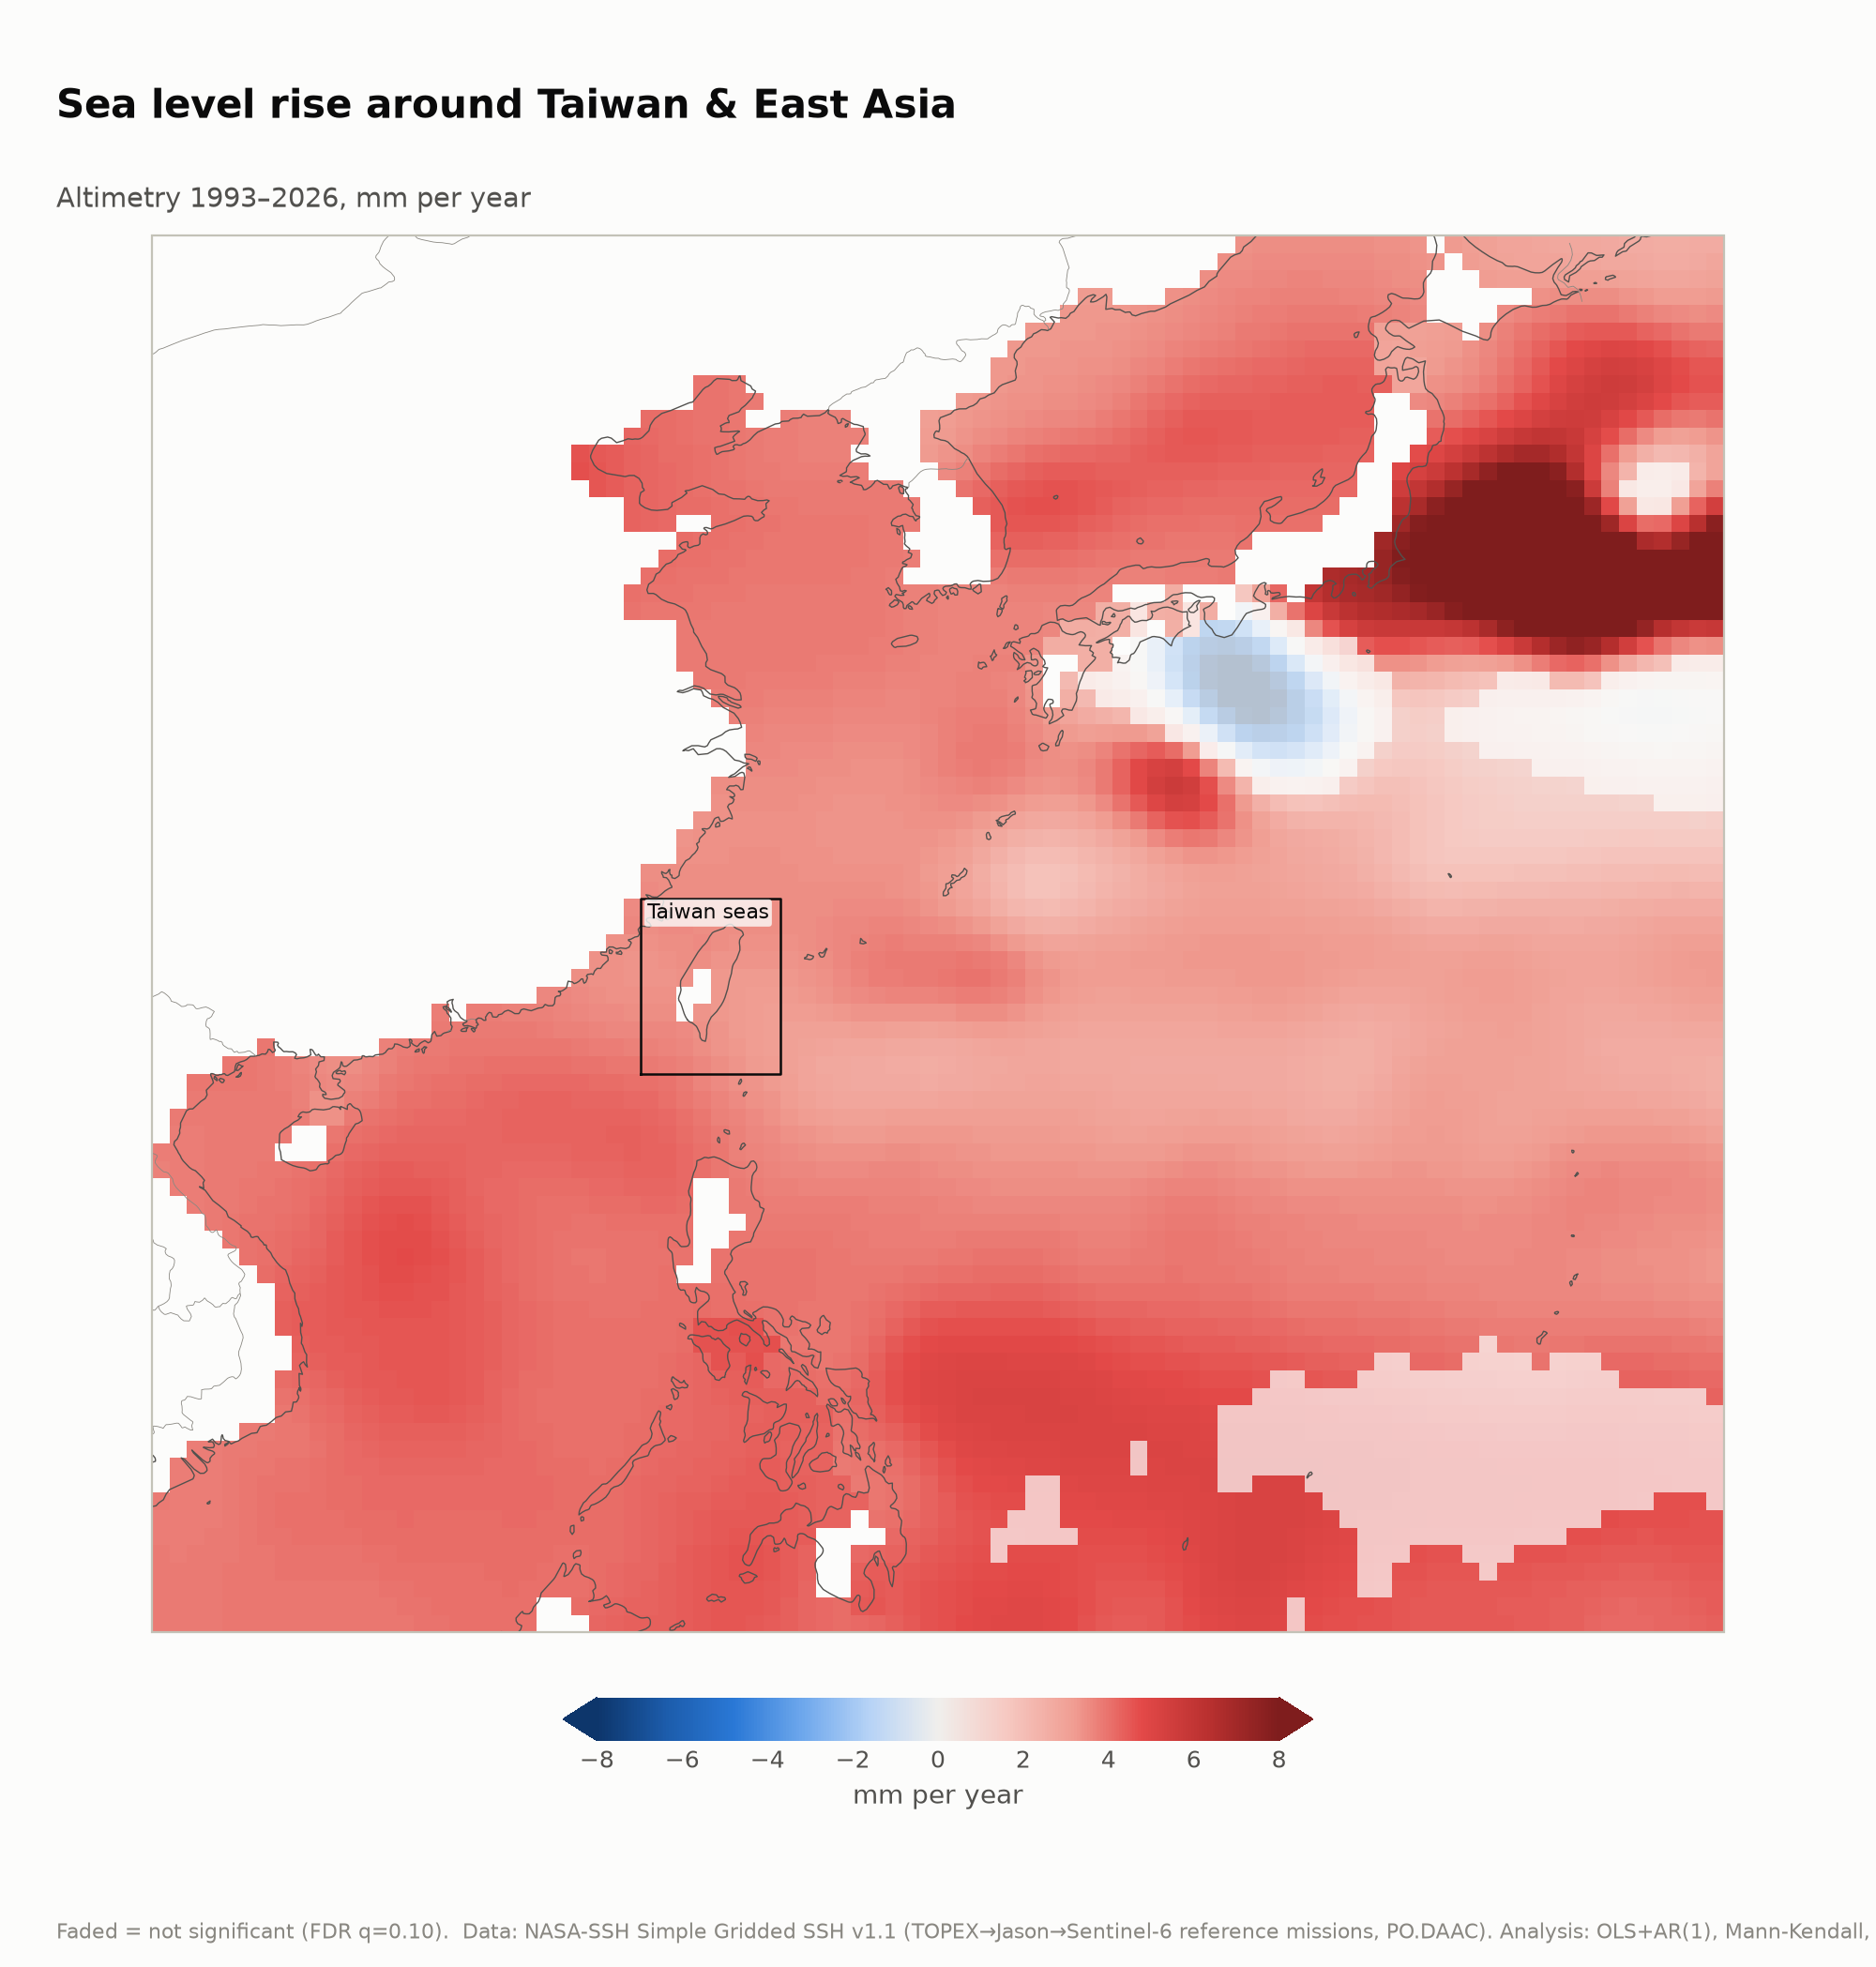 Sea level rise around Taiwan & East Asia
Altimetry 1993–2026, mm per year
Taiwan seas
−8 −6 −4 −2 0 2 4 6 8
mm per year
Faded = not significant (FDR q=0.10).  Data: NASA-SSH Simple Gridded SSH v1.1 (TOPEX→Jason→Sentinel-6 reference missions, PO.DAAC). Analysis: OLS+AR(1), Mann-Kendall,